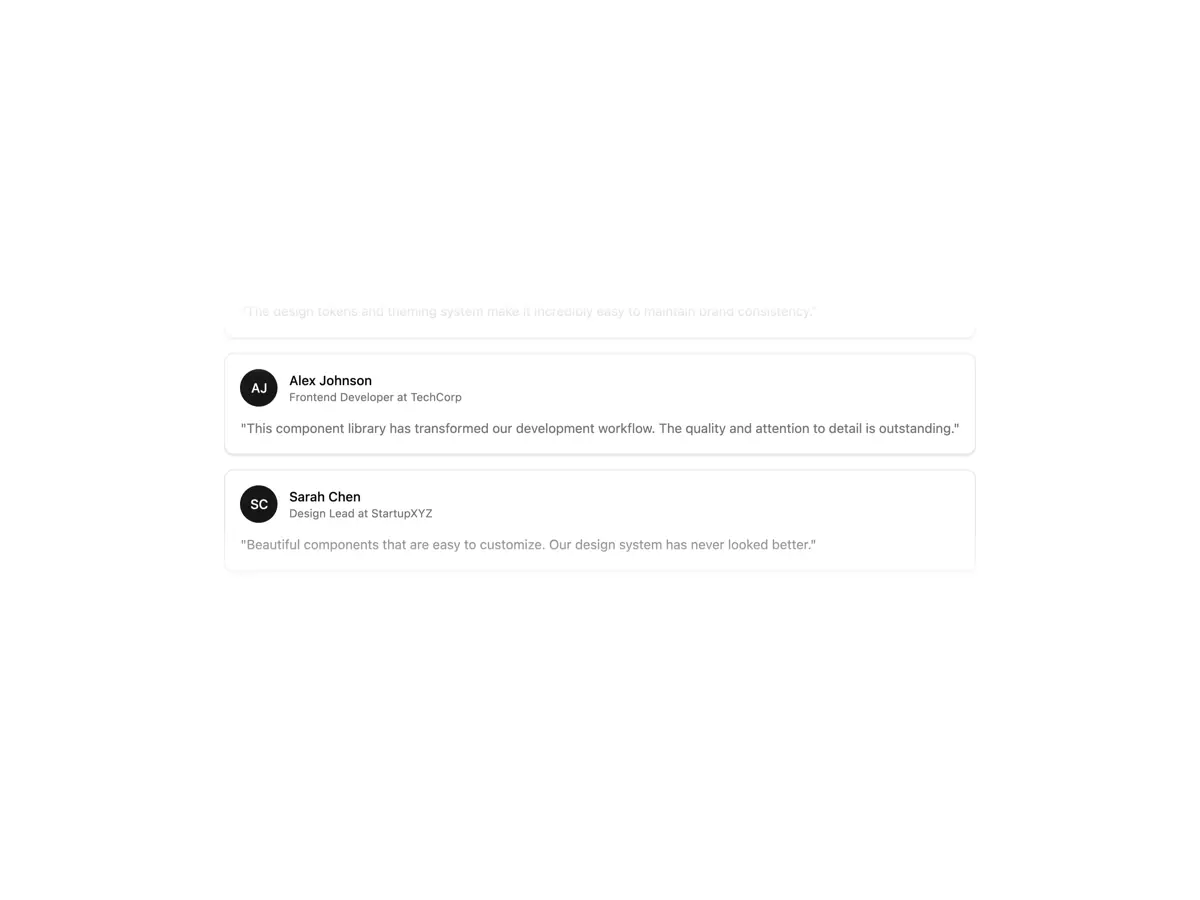 "The design tokens and theming system make it incredibly easy to maintain brand consistency."
AJ
Alex Johnson
Frontend Developer at TechCorp
"This component library has transformed our development workflow. The quality and attention to detail is outstanding."
SC
Sarah Chen
Design Lead at StartupXYZ
"Beautiful components that are easy to customize. Our design system has never looked better."